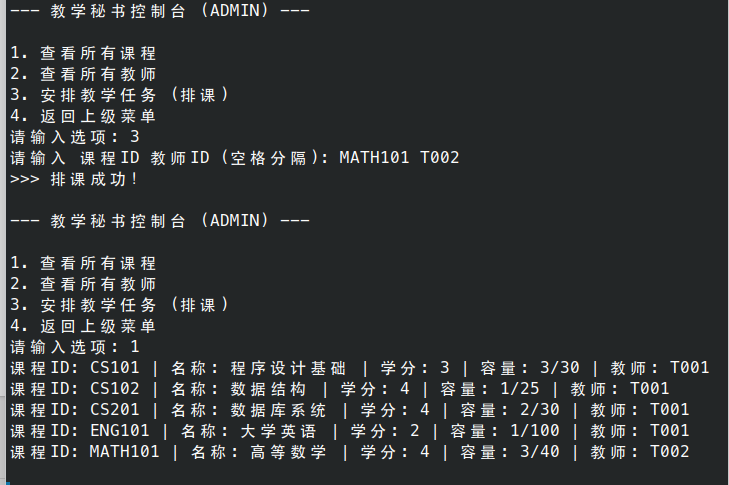 --- 教学秘书控制台 (ADMIN) ---
1. 查看所有课程
2. 查看所有教师
3. 安排教学任务 (排课)
4. 返回上级菜单
请输入选项: 3
请输入 课程ID 教师ID (空格分隔): MATH101 T002
>>> 排课成功!
--- 教学秘书控制台 (ADMIN) ---
1. 查看所有课程
2. 查看所有教师
3. 安排教学任务 (排课)
4. 返回上级菜单
请输入选项: 1
课程ID: CS101 | 名称: 程序设计基础 | 学分: 3 | 容量: 3/30 | 教师: T001
课程ID: CS102 | 名称: 数据结构 | 学分: 4 | 容量: 1/25 | 教师: T001
课程ID: CS201 | 名称: 数据库系统 | 学分: 4 | 容量: 2/30 | 教师: T001
课程ID: ENG101 | 名称: 大学英语 | 学分: 2 | 容量: 1/100 | 教师: T001
课程ID: MATH101 | 名称: 高等数学 | 学分: 4 | 容量: 3/40 | 教师: T002